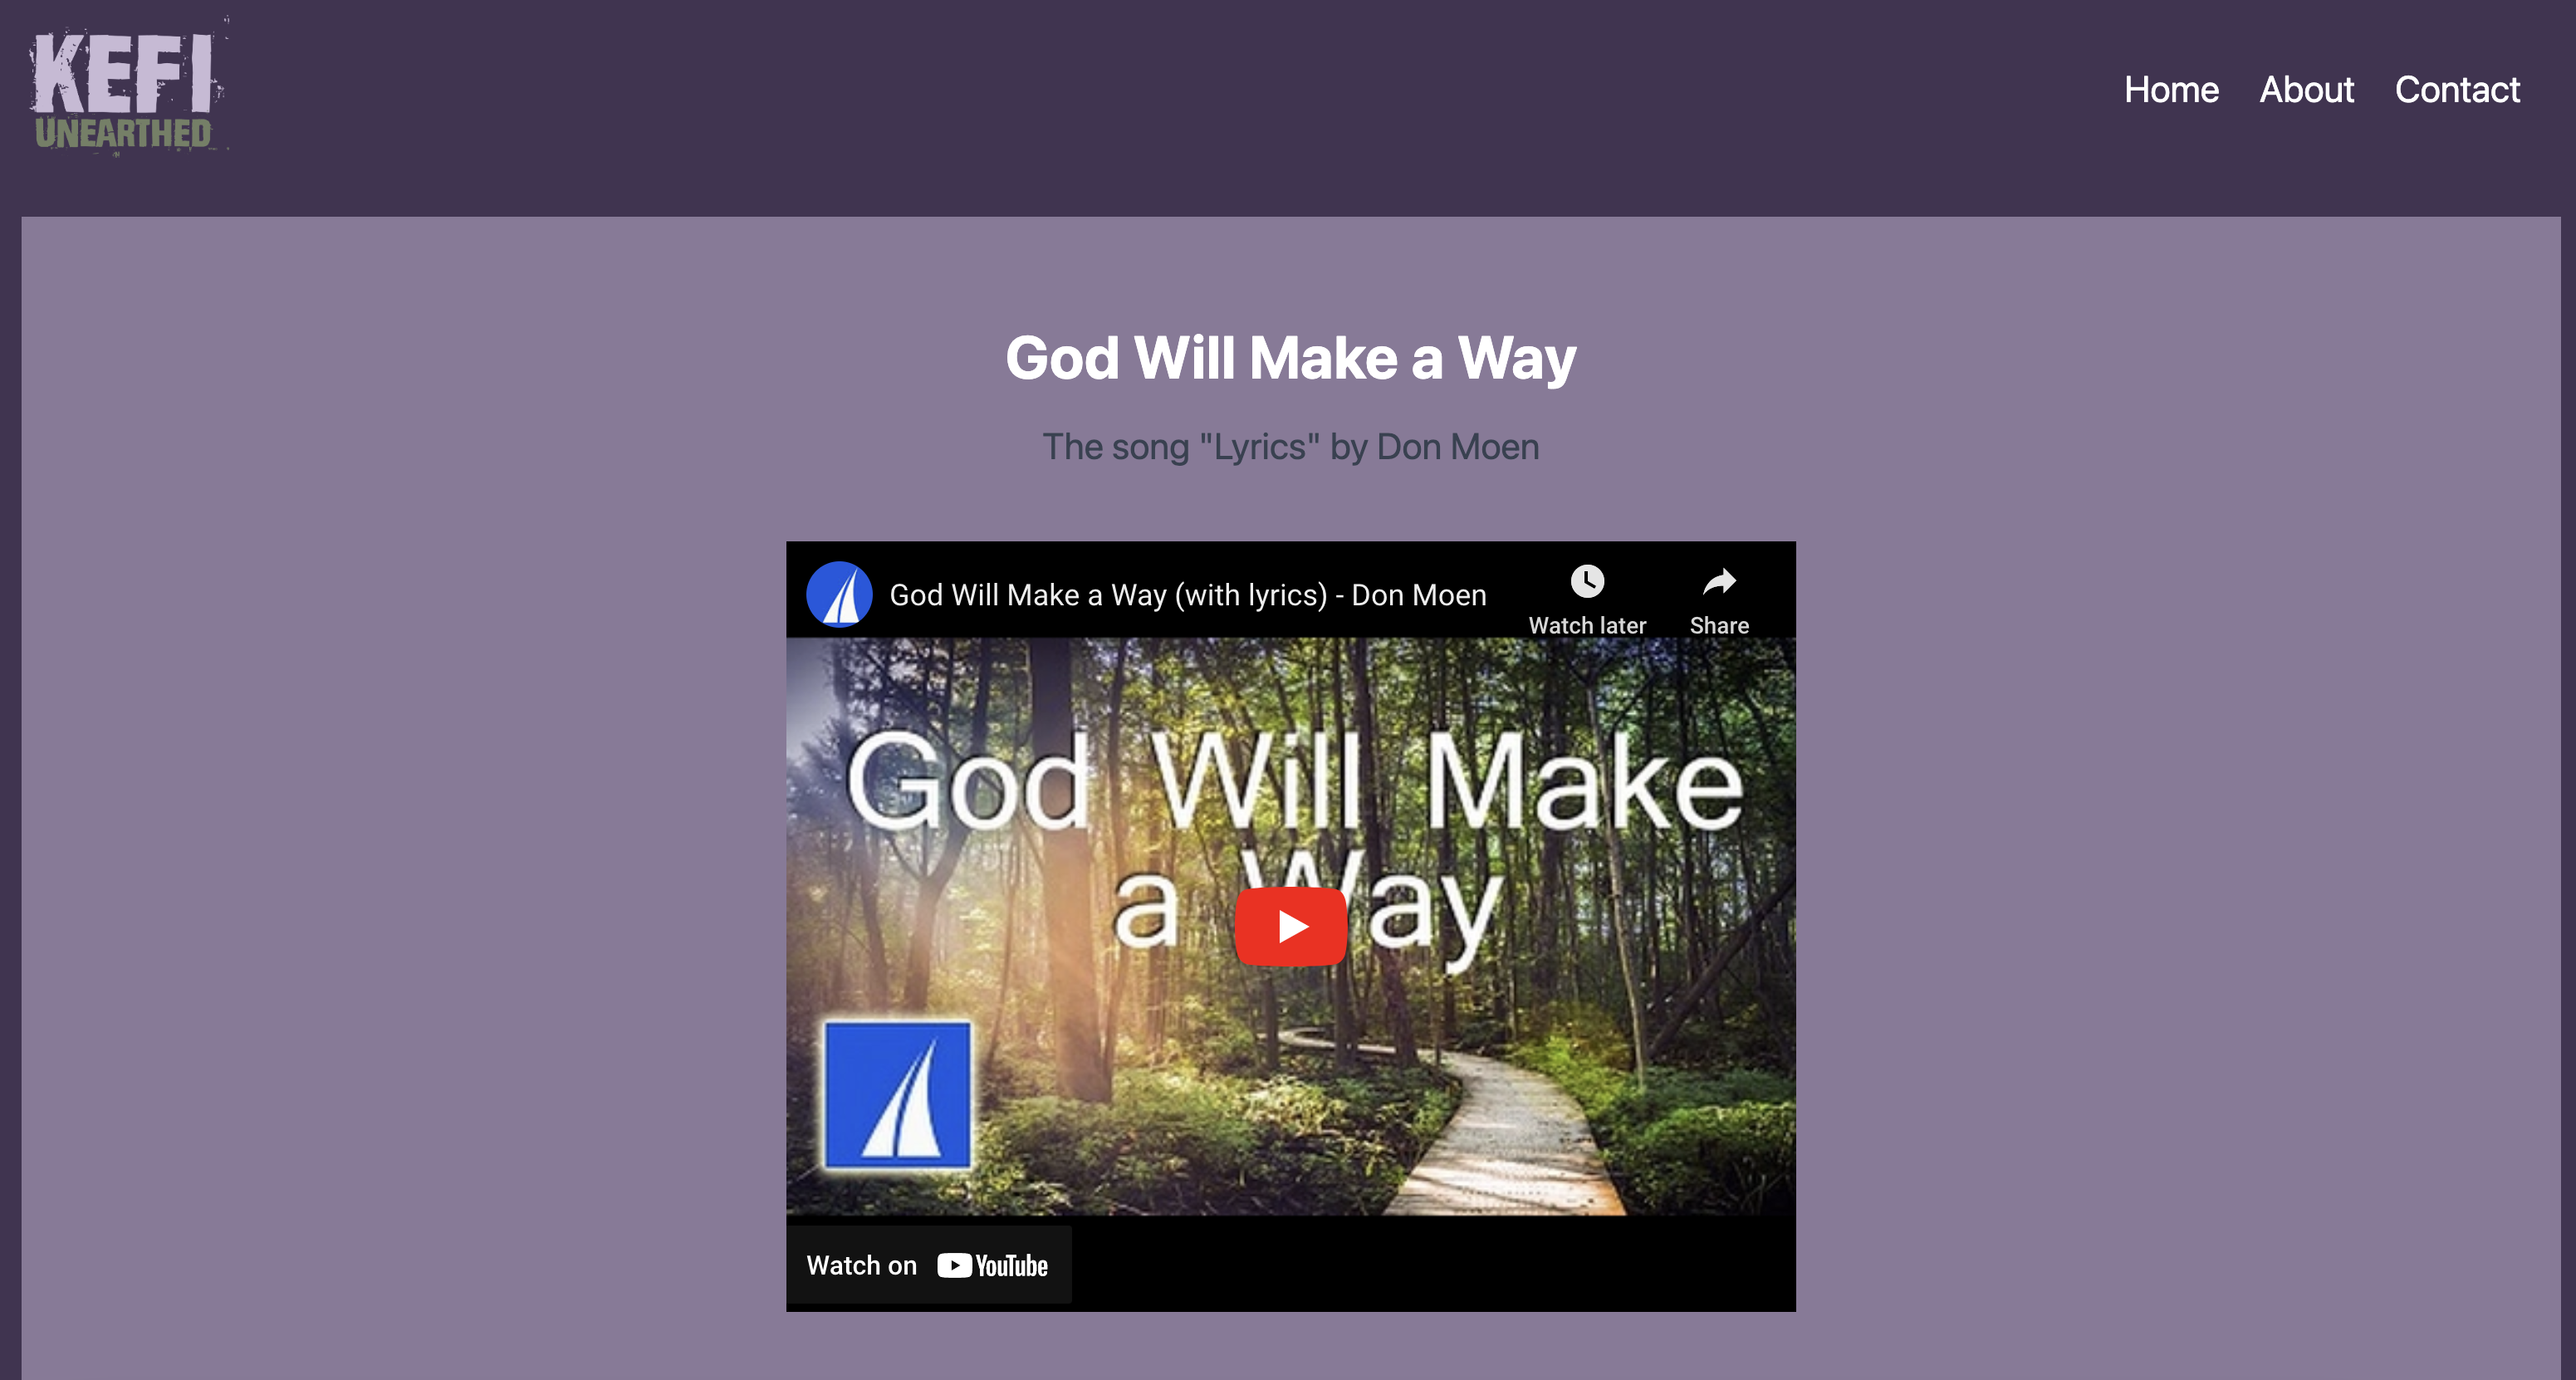 KEFI
UNEARTHED
Home About Contact
God Will Make a Way
The song "Lyrics" by Don Moen
God Will Make a Way (with lyrics) - Don Moen
Watch later
Share
God Will Make
a Way
Watch on YouTube